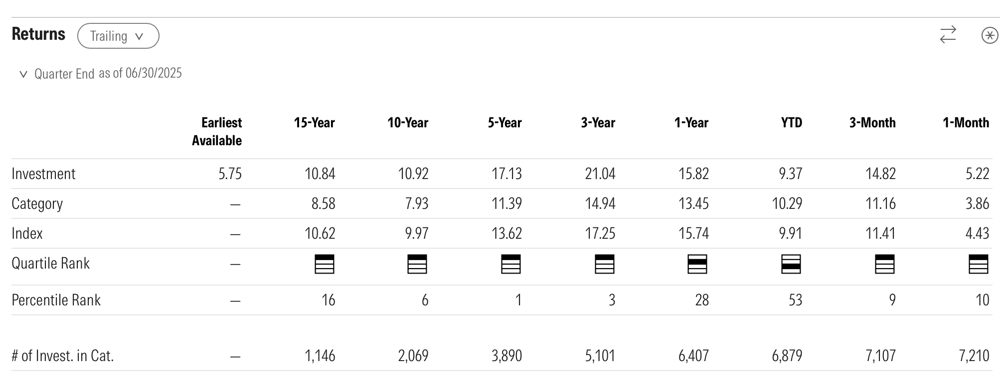 Returns Trailing
Quarter End as of 06/30/2025
Earliest Available 15-Year 10-Year 5-Year 3-Year 1-Year YTD 3-Month 1-Month
Investment 5.75 10.84 10.92 17.13 21.04 15.82 9.37 14.82 5.22
Category — 8.58 7.93 11.39 14.94 13.45 10.29 11.16 3.86
Index — 10.62 9.97 13.62 17.25 15.74 9.91 11.41 4.43
Quartile Rank —
Percentile Rank — 16 6 1 3 28 53 9 10
# of Invest. in Cat. — 1,146 2,069 3,890 5,101 6,407 6,879 7,107 7,210